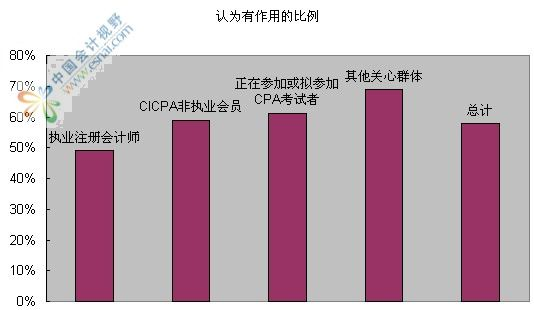 认为有作用的比例
中国会计视野
www.esnai.com
80%
70%
60%
50%
40%
30%
20%
10%
0%
执业注册会计师
CICPA非执业会员
正在参加或拟参加
CPA考试者
其他关心群体
总计